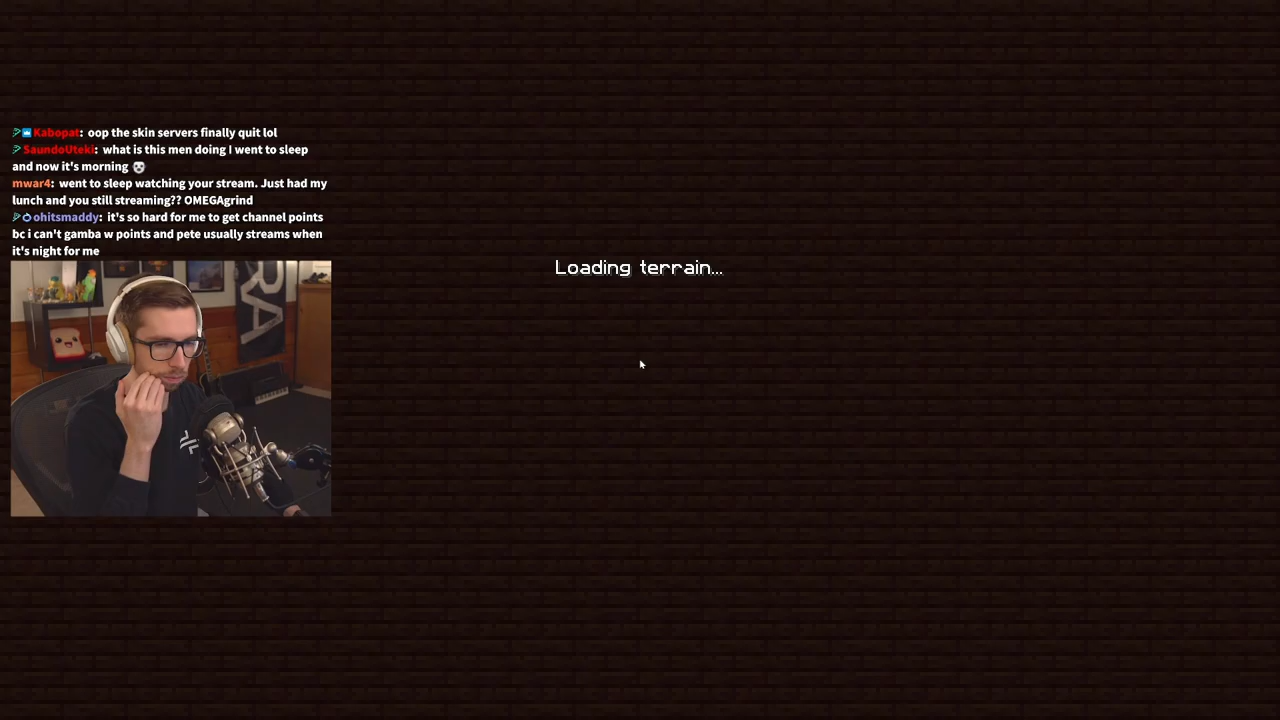 Kabopat: oop the skin servers finally quit lol
SaundoUteki: what is this men doing I went to sleep
and now it's morning
mwar4: went to sleep watching your stream. Just had my
lunch and you still streaming?? OMEGAgrind
ohitsmaddy: it's so hard for me to get channel points
bc i can't gamba w points and pete usually streams when
it's night for me
Loading terrain...
RA